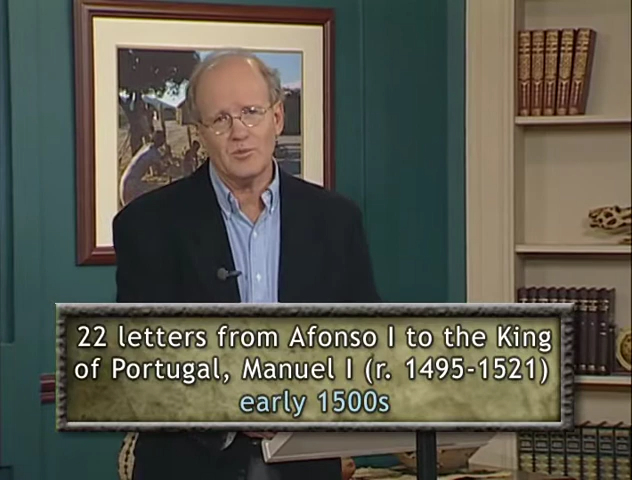 22 letters from Afonso I to the King
of Portugal, Manuel I (r. 1495-1521)
early 1500s